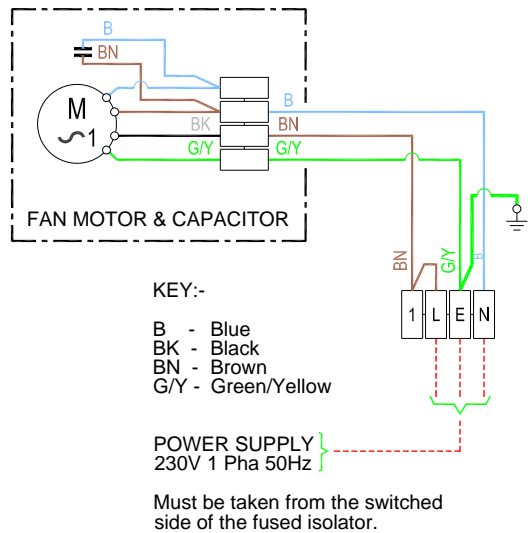 B
BN
M
1
BK
G/Y
B
BN
G/Y
FAN MOTOR & CAPACITOR
BN
G/Y
B
1 L E N
KEY:-
B - Blue
BK - Black
BN - Brown
G/Y - Green/Yellow
POWER SUPPLY
230V 1 Pha 50Hz
Must be taken from the switched
side of the fused isolator.